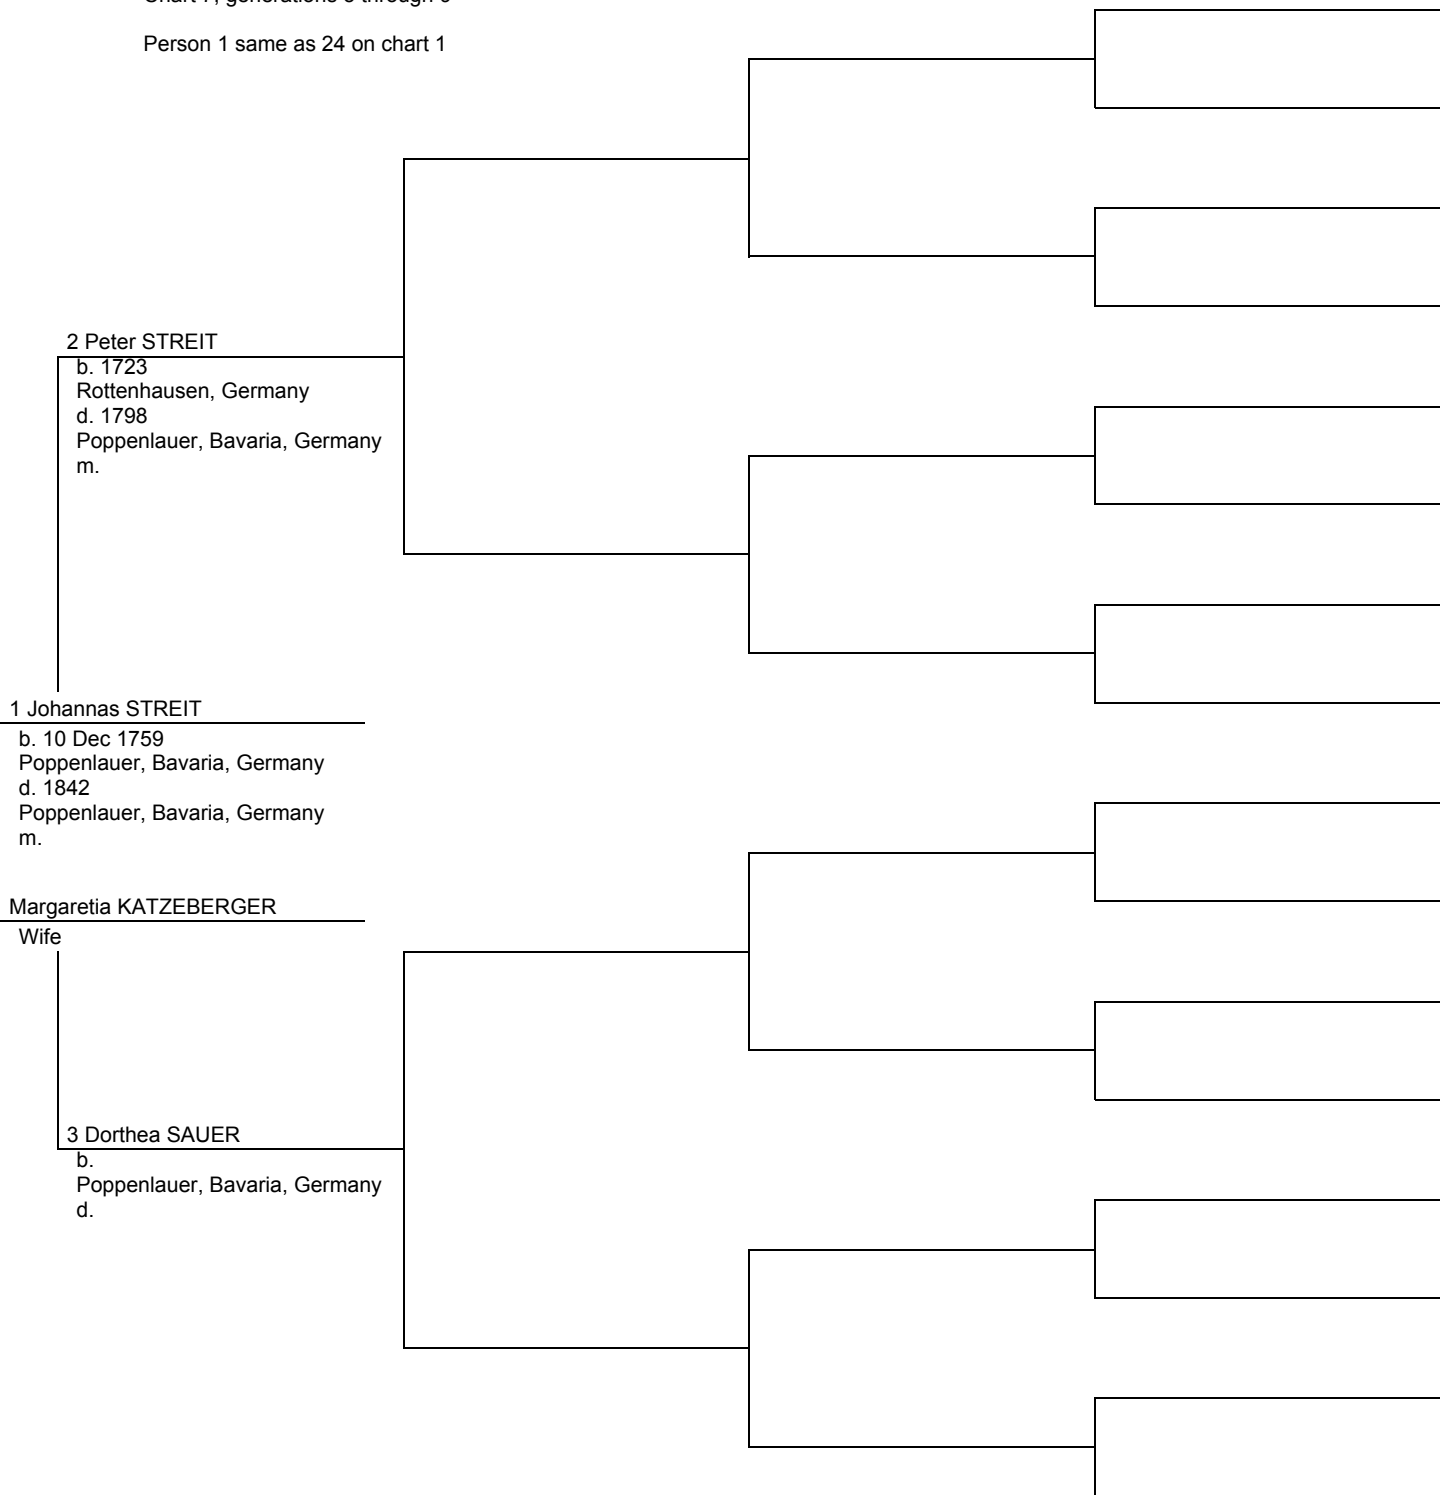 Person 1 same as 24 on chart 1
2 Peter STREIT
b. 1723
Rottenhausen, Germany
d. 1798
Poppenlauer, Bavaria, Germany
m.
1 Johannas STREIT
b. 10 Dec 1759
Poppenlauer, Bavaria, Germany
d. 1842
Poppenlauer, Bavaria, Germany
m.
Margaretia KATZEBERGER
Wife
3 Dorthea SAUER
b.
Poppenlauer, Bavaria, Germany
d.